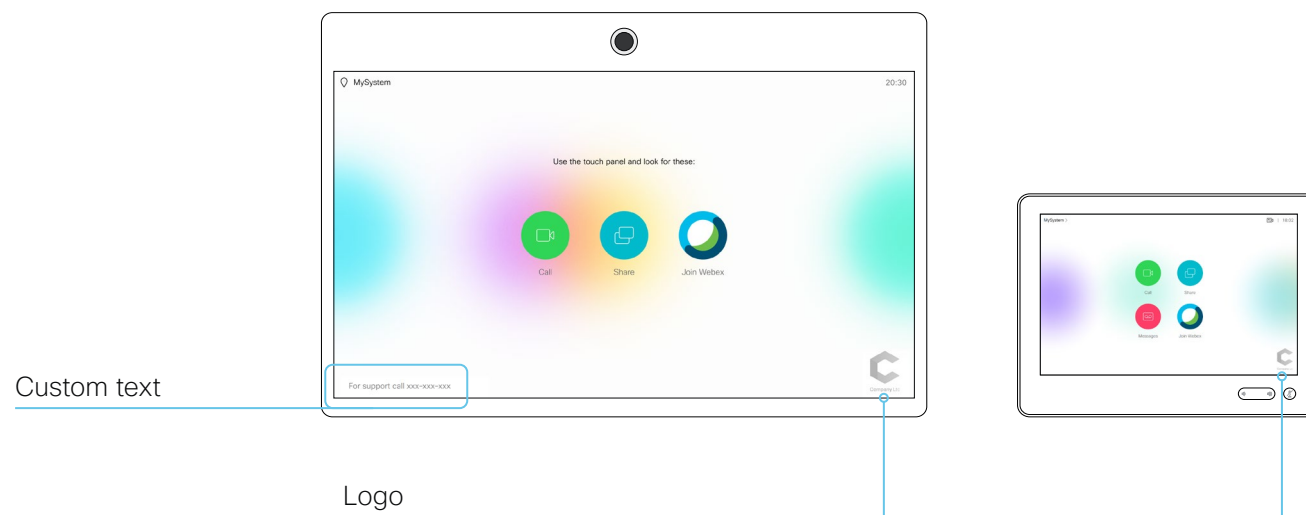 MySystem
20:30
Use the touch panel and look for these:
Call
Share
Join Webex
For support call xxx-xxx-xxx
Custom text
Logo
MySystem
Call
Share
Messages
Join Webex